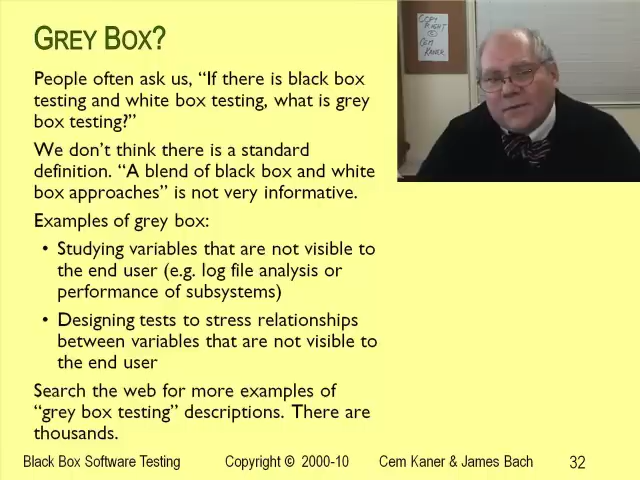 GREY BOX?
People often ask us, “If there is black box
testing and white box testing, what is grey
box testing?”
We don’t think there is a standard
definition. “A blend of black box and white
box approaches” is not very informative.
Examples of grey box:
• Studying variables that are not visible to
the end user (e.g. log file analysis or
performance of subsystems)
• Designing tests to stress relationships
between variables that are not visible to
the end user
Search the web for more examples of
“grey box testing” descriptions. There are
thousands.
COPY
RIGHT
©
CEM
KANER
Black Box Software Testing Copyright © 2000-10 Cem Kaner & James Bach 32